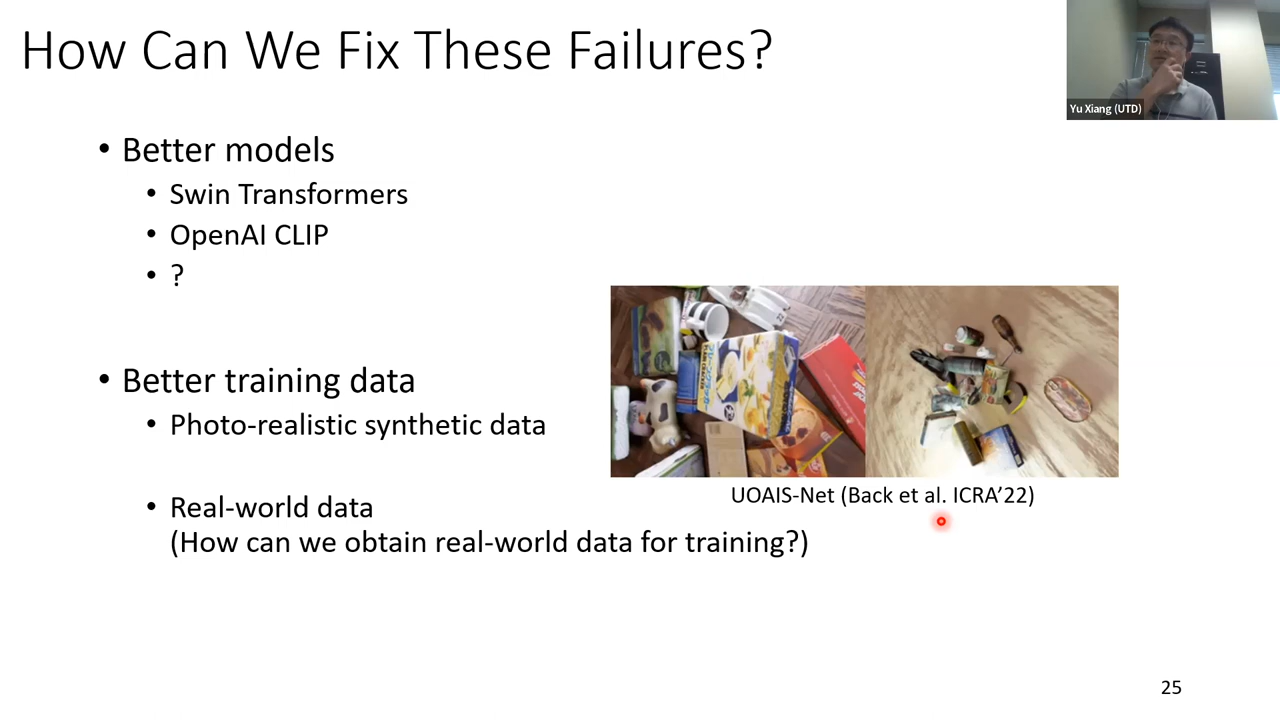 How Can We Fix These Failures?
Yu Xiang (UTD)
• Better models
• Swin Transformers
• OpenAI CLIP
• ?
• Better training data
• Photo-realistic synthetic data
UOAIS-Net (Back et al. ICRA’22)
• Real-world data
(How can we obtain real-world data for training?)
25